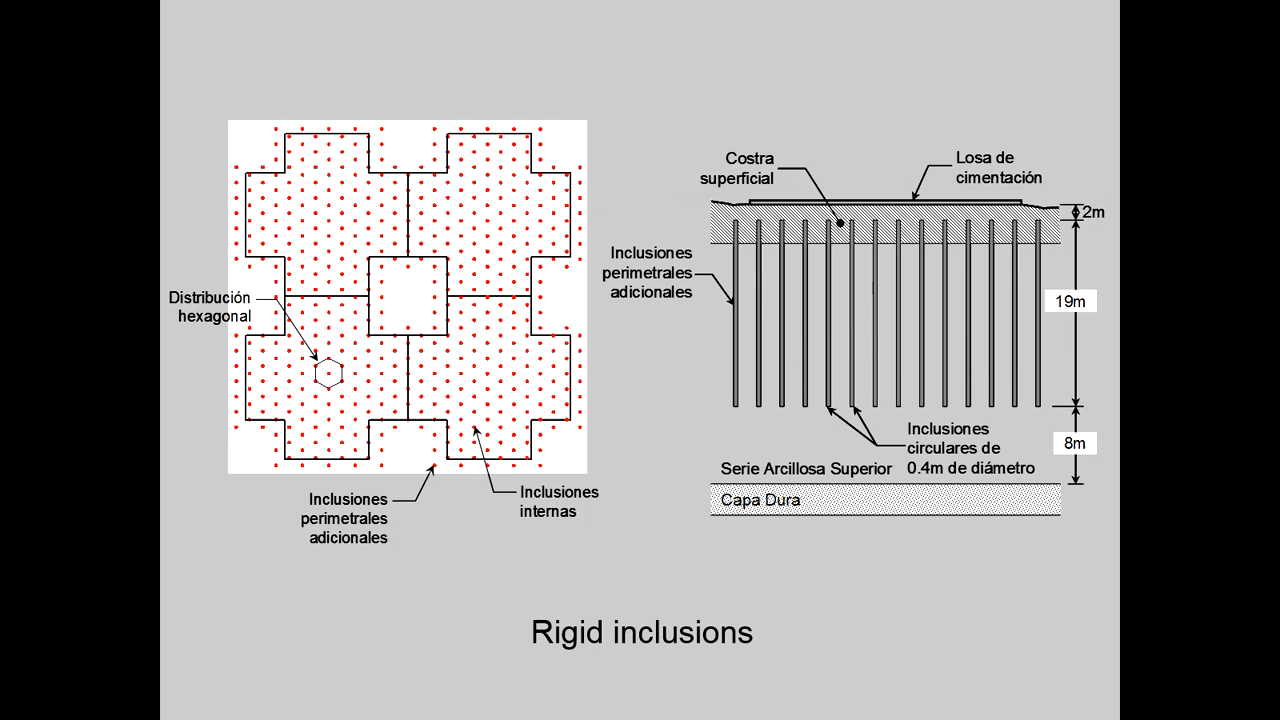 Distribución
hexagonal
Inclusiones
perimetrales
adicionales
Inclusiones
internas
Costra
superficial
Losa de
cimentación
2m
Inclusiones
perimetrales
adicionales
19m
Inclusiones
circulares de
0.4m de diámetro
8m
Serie Arcillosa Superior
Capa Dura
Rigid inclusions